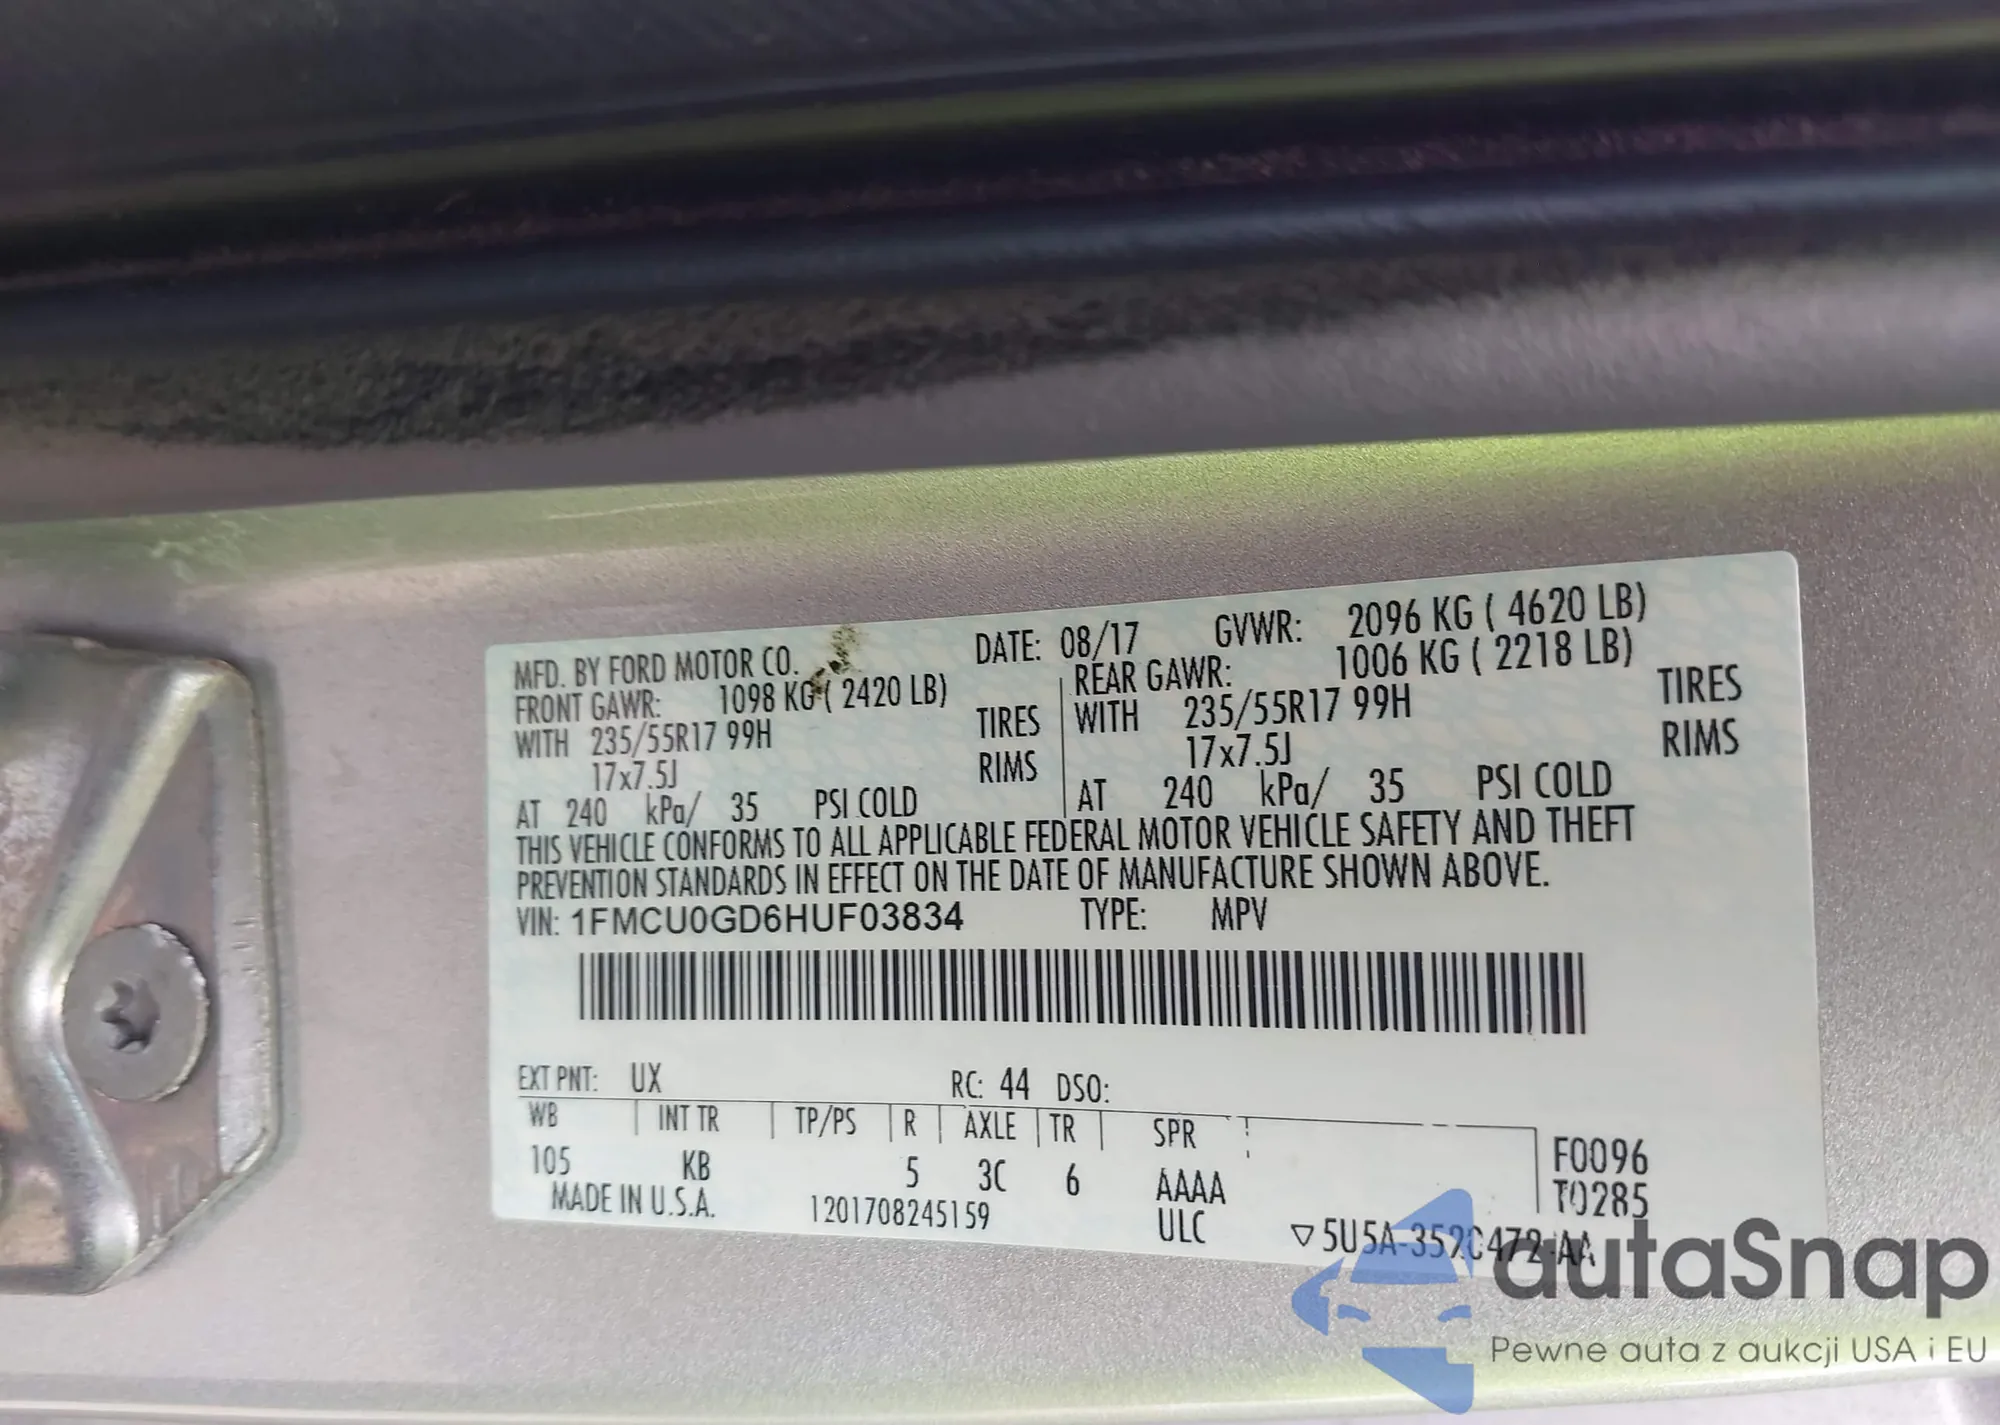 MFD. BY FORD MOTOR CO. DATE: 08/17 GVWR: 2096 KG ( 4620 LB)
FRONT GAWR: 1098 KG ( 2420 LB) REAR GAWR: 1006 KG ( 2218 LB)
WITH 235/55R17 99H TIRES WITH 235/55R17 99H TIRES
17x7.5J RIMS 17x7.5J RIMS
AT 240 kPa/ 35 PSI COLD AT 240 kPa/ 35 PSI COLD
THIS VEHICLE CONFORMS TO ALL APPLICABLE FEDERAL MOTOR VEHICLE SAFETY AND THEFT
PREVENTION STANDARDS IN EFFECT ON THE DATE OF MANUFACTURE SHOWN ABOVE.
VIN: 1FMCU0GD6HUF03834 TYPE: MPV
EXT PNT: UX RC: 44 DSO:
WB INT TR TP/PS R AXLE TR SPR
105 KB 5 3C 6 AAAA F0096
MADE IN U.S.A. 1201708245159 ULC T0285
5U5A-3520472-AA
autaSnap
Pewne auta z aukcji USA i EU